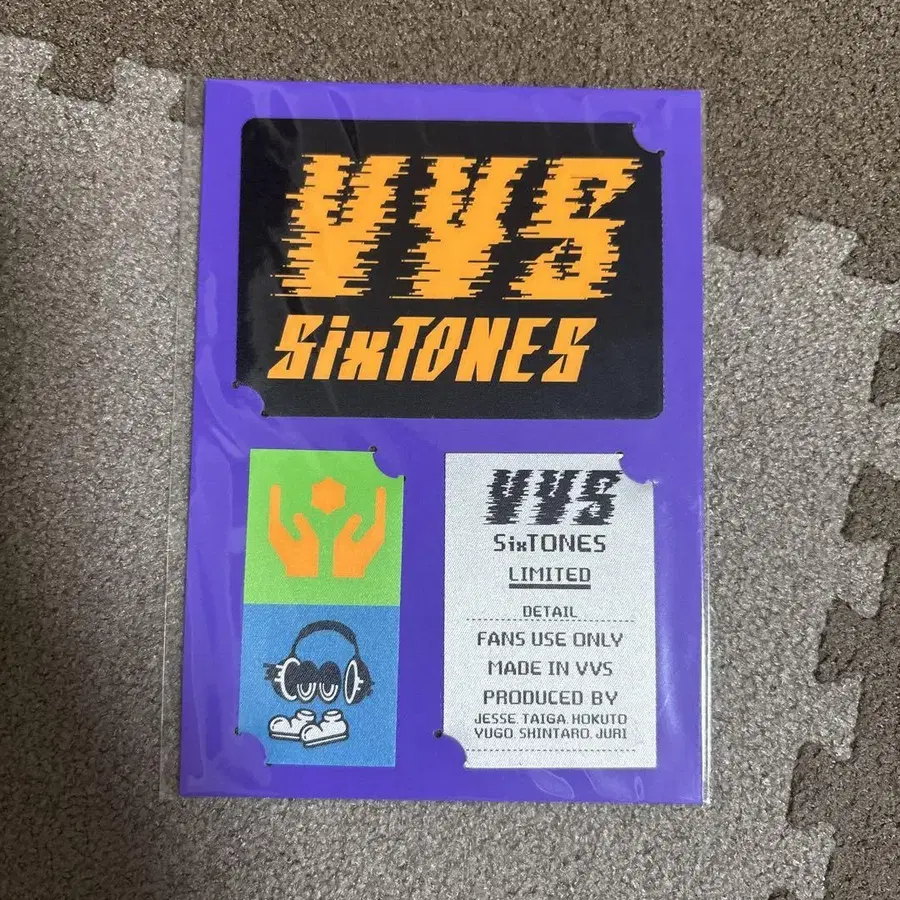 VVS
SixTONES
VVS
SixTONES
LIMITED
DETAIL
FANS USE ONLY
MADE IN VVS
PRODUCED BY
JESSE, TAIGA, HOKUTO
YUGO, SHINTARO, JURI